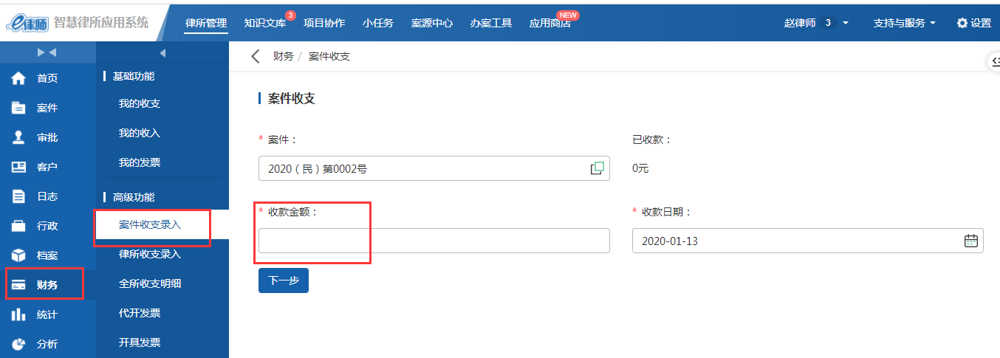 e律师 智慧律所应用系统 律所管理 知识文库 3 项目协作 小任务 案源中心 办案工具 应用商店 NEW 赵律师 3 支持与服务 设置
财务 / 案件收支
首页
案件
审批
客户
日志
行政
档案
财务
统计
分析
基础功能
我的收支
我的收入
我的发票
高级功能
案件收支录入
律所收支录入
全所收支明细
代开发票
开具发票
案件收支
* 案件：
2020（民）第0002号
已收款：
0元
* 收款金额：
* 收款日期：
2020-01-13
下一步